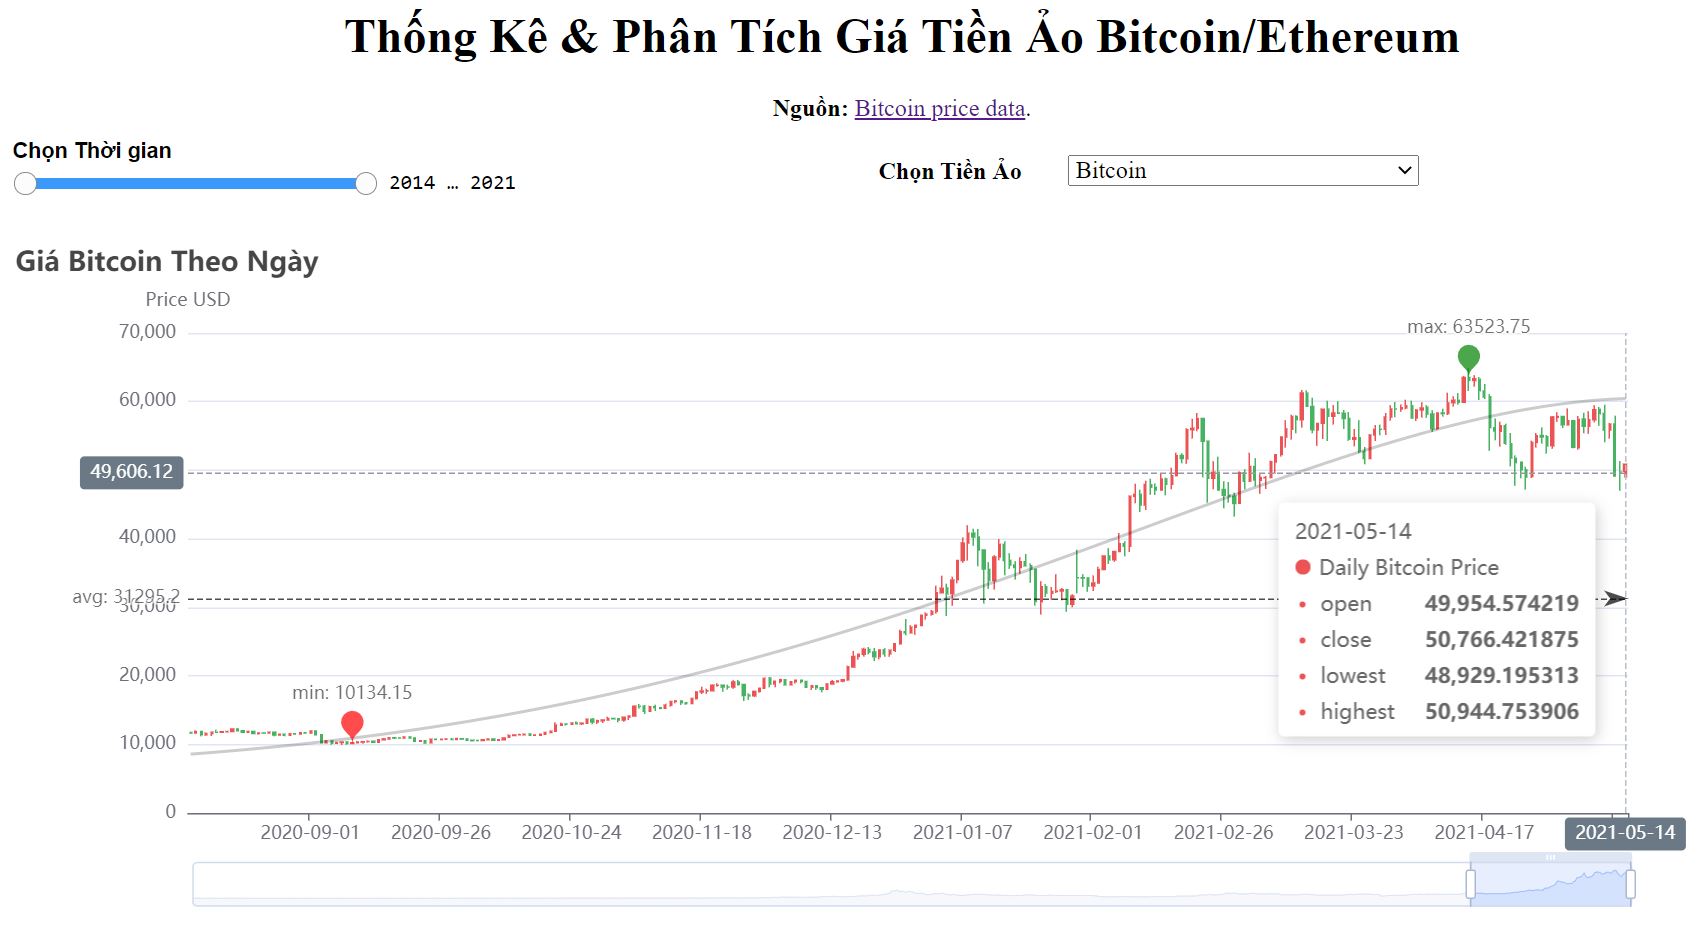 Thống Kê & Phân Tích Giá Tiền Ảo Bitcoin/Ethereum
Nguồn: Bitcoin price data.
Chọn Thời gian
2014 … 2021
Chọn Tiền Ảo
Bitcoin
Giá Bitcoin Theo Ngày
Price USD
70,000
max: 63523.75
60,000
49,606.12
40,000
avg: 31295.2
30,000
20,000
min: 10134.15
10,000
0
2021-05-14
Daily Bitcoin Price
open 49,954.574219
close 50,766.421875
lowest 48,929.195313
highest 50,944.753906
2020-09-01 2020-09-26 2020-10-24 2020-11-18 2020-12-13 2021-01-07 2021-02-01 2021-02-26 2021-03-23 2021-04-17 2021-05-14